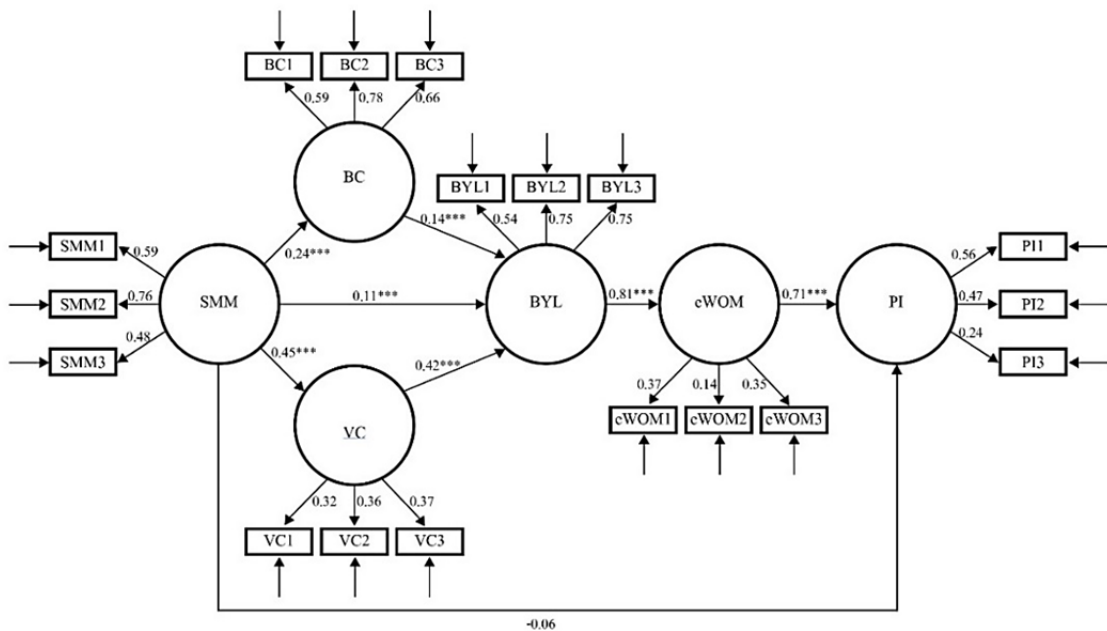 BC1 BC2 BC3
0.59 0.78 0.66
BC
BYL1 BYL2 BYL3
0.54 0.75 0.75
0.14***
0.24***
SMM1 0.59
SMM2 0.76
SMM3 0.48
SMM
0.11***
BYL
0.81***
eWOM
0.71***
PI
0.56 PI1
0.47 PI2
0.24 PI3
0.45***
0.42***
VC
0.37 0.14 0.35
eWOM1 eWOM2 eWOM3
0.32 0.36 0.37
VC1 VC2 VC3
-0.06